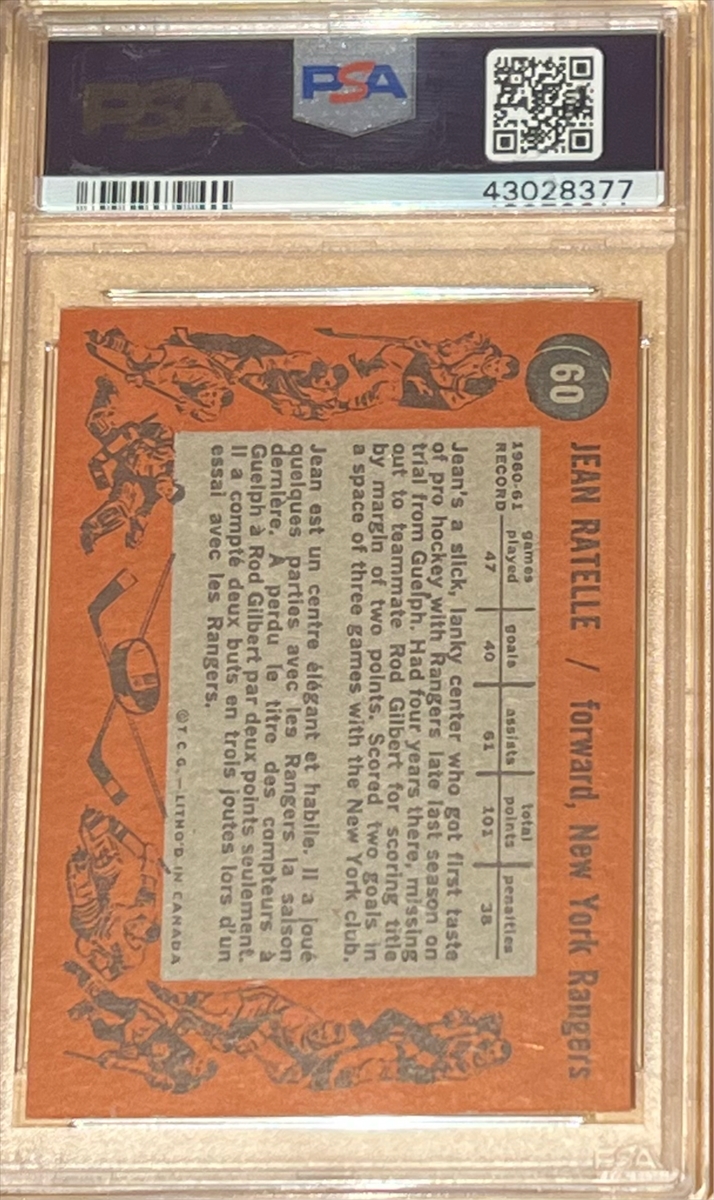 PSA
PSA
43028377
60
JEAN RATELLE / forward, New York Rangers
1960-61 games total
RECORD played goals assists points penalties
47 40 61 101 38
Jean's a slick, lanky center who got first taste
of pro hockey with Rangers late last season on
trial from Guelph. Had four years there, missing
out to teammate Rod Gilbert for scoring title
by margin of two points. Scored two goals in
a space of three games with the New York club.
Jean est un centre élégant et habile. Il a joué
quelques parties avec les Rangers la saison
dernière. À perdu le titre des compteurs à
Guelph à Rod Gilbert par deux points seulement.
Il a compté deux buts en trois joutes lors d'un
essai avec les Rangers.
©T.C.G.—LITHO'D IN CANADA
PSA